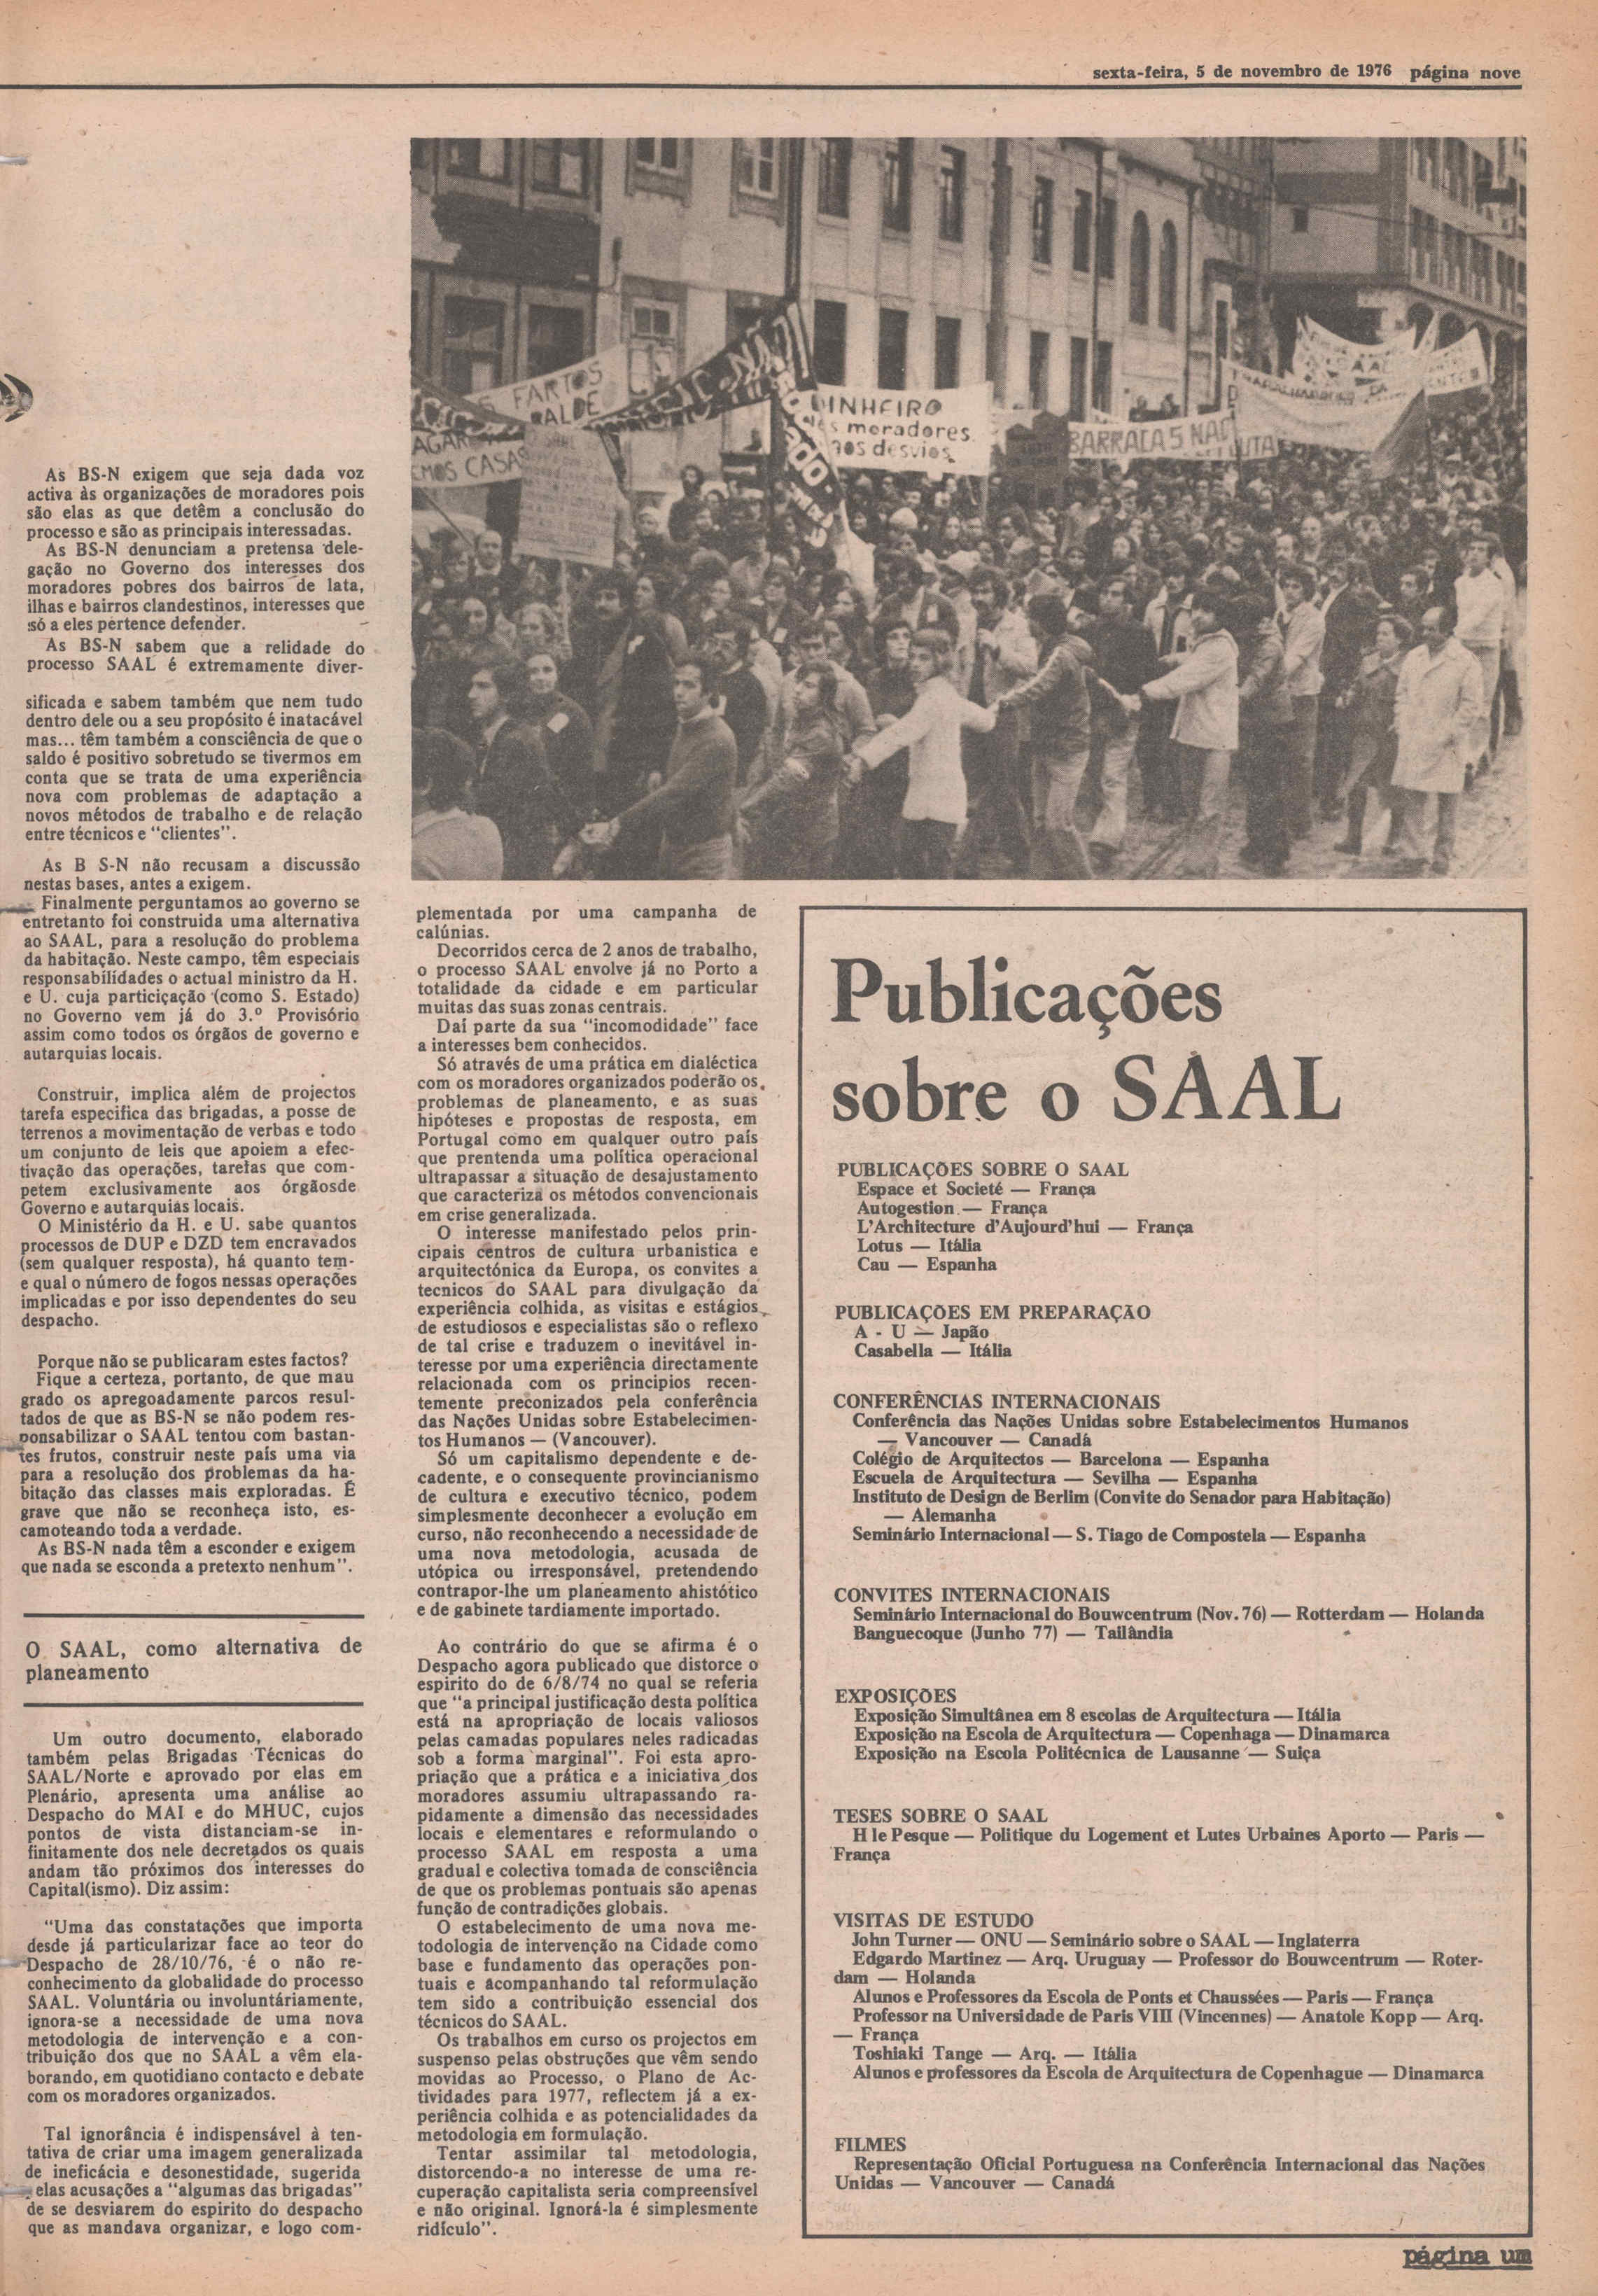 sexta-feira, 5 de novembro de 1976 página nove
FARTOS
DINHEIRO
moradores
aos desvios
BARRACAS NÃO
As BS-N exigem que seja dada voz
activa às organizações de moradores pois
são elas as que detêm a conclusão do
processo e são as principais interessadas.
As BS-N denunciam a pretensa dele-
gação no Governo dos interesses dos
moradores pobres dos bairros de lata,
ilhas e bairros clandestinos, interesses que
só a eles pertence defender.
As BS-N sabem que a relidade do
processo SAAL é extremamente diver-
sificada e sabem também que nem tudo
dentro dele ou a seu propósito é inatacável
mas... têm também a consciência de que o
saldo é positivo sobretudo se tivermos em
conta que se trata de uma experiência
nova com problemas de adaptação a
novos métodos de trabalho e de relação
entre técnicos e "clientes".
As B S-N não recusam a discussão
nestas bases, antes a exigem.
Finalmente perguntamos ao governo se
entretanto foi construida uma alternativa
ao SAAL, para a resolução do problema
da habitação. Neste campo, têm especiais
responsabilidades o actual ministro da H.
e U. cuja particiçação (como S. Estado)
no Governo vem já do 3.º Provisório
assim como todos os órgãos de governo e
autarquias locais.
Construir, implica além de projectos
tarefa especifica das brigadas, a posse de
terrenos a movimentação de verbas e todo
um conjunto de leis que apoiem a efec-
tivação das operações, tarefas que com-
petem exclusivamente aos órgãosde
Governo e autarquias locais.
O Ministério da H. e U. sabe quantos
processos de DUP e DZD tem encravados
(sem qualquer resposta), há quanto tem-
e qual o número de fogos nessas operações
implicadas e por isso dependentes do seu
despacho.
Porque não se publicaram estes factos?
Fique a certeza, portanto, de que mau
grado os apregoadamente parcos resul-
tados de que as BS-N se não podem res-
ponsabilizar o SAAL tentou com bastan-
tes frutos, construir neste país uma via
para a resolução dos problemas da ha-
bitação das classes mais exploradas. É
grave que não se reconheça isto, es-
camoteando toda a verdade.
As BS-N nada têm a esconder e exigem
que nada se esconda a pretexto nenhum".
O SAAL, como alternativa de
planeamento
Um outro documento, elaborado
também pelas Brigadas Técnicas do
SAAL/Norte e aprovado por elas em
Plenário, apresenta uma análise ao
Despacho do MAI e do MHUC, cujos
pontos de vista distanciam-se in-
finitamente dos nele decretados os quais
andam tão próximos dos interesses do
Capital(ismo). Diz assim:
"Uma das constatações que importa
desde já particularizar face ao teor do
Despacho de 28/10/76, é o não re-
conhecimento da globalidade do processo
SAAL. Voluntária ou involuntáriamente,
ignora-se a necessidade de uma nova
metodologia de intervenção e a con-
tribuição dos que no SAAL a vêm ela-
borando, em quotidiano contacto e debate
com os moradores organizados.
Tal ignorância é indispensável à ten-
tativa de criar uma imagem generalizada
de ineficácia e desonestidade, sugerida
elas acusações a "algumas das brigadas"
de se desviarem do espirito do despacho
que as mandava organizar, e logo com-
plementada por uma campanha de
calúnias.
Decorridos cerca de 2 anos de trabalho,
o processo SAAL envolve já no Porto a
totalidade da cidade e em particular
muitas das suas zonas centrais.
Daí parte da sua "incomodidade" face
a interesses bem conhecidos.
Só através de uma prática em dialéctica
com os moradores organizados poderão os
problemas de planeamento, e as suas
hipóteses e propostas de resposta, em
Portugal como em qualquer outro país
que prentenda uma política operacional
ultrapassar a situação de desajustamento
que caracteriza os métodos convencionais
em crise generalizada.
O interesse manifestado pelos prin-
cipais centros de cultura urbanistica e
arquitectónica da Europa, os convites a
tecnicos do SAAL para divulgação da
experiência colhida, as visitas e estágios
de estudiosos e especialistas são o reflexo
de tal crise e traduzem o inevitável in-
teresse por uma experiência directamente
relacionada com os principios recen-
temente preconizados pela conferência
das Nações Unidas sobre Estabelecimen-
tos Humanos — (Vancouver).
Só um capitalismo dependente e de-
cadente, e o consequente provincianismo
de cultura e executivo técnico, podem
simplesmente deconhecer a evolução em
curso, não reconhecendo a necessidade de
uma nova metodologia, acusada de
utópica ou irresponsável, pretendendo
contrapor-lhe um planeamento ahistótico
e de gabinete tardiamente importado.
Ao contrário do que se afirma é o
Despacho agora publicado que distorce o
espirito do de 6/8/74 no qual se referia
que "a principal justificação desta política
está na apropriação de locais valiosos
pelas camadas populares neles radicadas
sob a forma marginal". Foi esta apro-
priação que a prática e a iniciativa dos
moradores assumiu ultrapassando ra-
pidamente a dimensão das necessidades
locais e elementares e reformulando o
processo SAAL em resposta a uma
gradual e colectiva tomada de consciência
de que os problemas pontuais são apenas
função de contradições globais.
O estabelecimento de uma nova me-
todologia de intervenção na Cidade como
base e fundamento das operações pon-
tuais e acompanhando tal reformulação
tem sido a contribuição essencial dos
técnicos do SAAL.
Os trabalhos em curso os projectos em
suspenso pelas obstruções que vêm sendo
movidas ao Processo, o Plano de Ac-
tividades para 1977, reflectem já a ex-
periência colhida e as potencialidades da
metodologia em formulação.
Tentar assimilar tal metodologia,
distorcendo-a no interesse de uma re-
cuperação capitalista seria compreensível
e não original. Ignorá-la é simplesmente
ridículo".
Publicações
sobre o SAAL
PUBLICAÇÕES SOBRE O SAAL
Espace et Societé — França
Autogestion — França
L'Architecture d'Aujourd'hui — França
Lotus — Itália
Cau — Espanha
PUBLICAÇÕES EM PREPARAÇÃO
A - U — Japão
Casabella — Itália
CONFERÊNCIAS INTERNACIONAIS
Conferência das Nações Unidas sobre Estabelecimentos Humanos
— Vancouver — Canadá
Colégio de Arquitectos — Barcelona — Espanha
Escuela de Arquitectura — Sevilha — Espanha
Instituto de Design de Berlim (Convite do Senador para Habitação)
— Alemanha
Seminário Internacional — S. Tiago de Compostela — Espanha
CONVITES INTERNACIONAIS
Seminário Internacional do Bouwcentrum (Nov. 76) — Rotterdam — Holanda
Banguecoque (Junho 77) — Tailândia
EXPOSIÇÕES
Exposição Simultânea em 8 escolas de Arquitectura — Itália
Exposição na Escola de Arquitectura — Copenhaga — Dinamarca
Exposição na Escola Politécnica de Lausanne — Suiça
TESES SOBRE O SAAL
H le Pesque — Politique du Logement et Lutes Urbaines Aporto — Paris —
França
VISITAS DE ESTUDO
John Turner — ONU — Seminário sobre o SAAL — Inglaterra
Edgardo Martinez — Arq. Uruguay — Professor do Bouwcentrum — Roter-
dam — Holanda
Alunos e Professores da Escola de Ponts et Chaussées — Paris — França
Professor na Universidade de Paris VIII (Vincennes) — Anatole Kopp — Arq.
— França
Toshiaki Tange — Arq. — Itália
Alunos e professores da Escola de Arquitectura de Copenhague — Dinamarca
FILMES
Representação Oficial Portuguesa na Conferência Internacional das Nações
Unidas — Vancouver — Canadá
página um